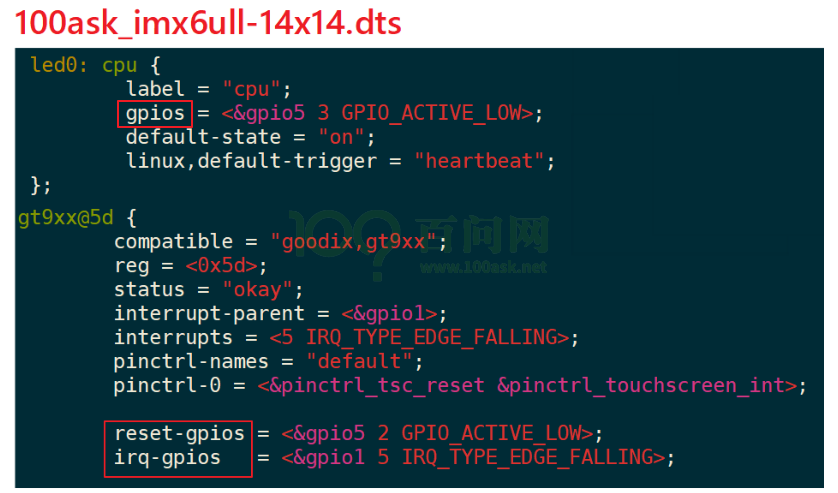 100ask_imx6ull-14x14.dts
led0: cpu {
label = "cpu";
gpios = <&gpio5 3 GPIO_ACTIVE_LOW>;
default-state = "on";
linux,default-trigger = "heartbeat";
};
gt9xx@5d {
compatible = "goodix,gt9xx";
reg = <0x5d>;
status = "okay";
interrupt-parent = <&gpio1>;
interrupts = <5 IRQ_TYPE_EDGE_FALLING>;
pinctrl-names = "default";
pinctrl-0 = <&pinctrl_tsc_reset &pinctrl_touchscreen_int>;
reset-gpios = <&gpio5 2 GPIO_ACTIVE_LOW>;
irq-gpios = <&gpio1 5 IRQ_TYPE_EDGE_FALLING>;
100? 百问网
www.100ask.net